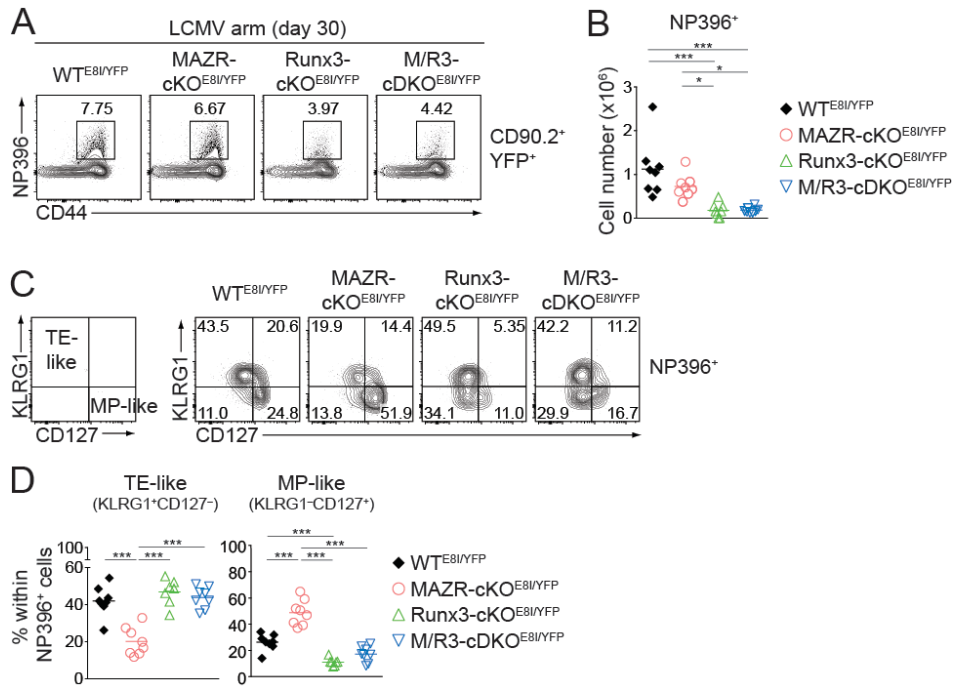 A
LCMV arm (day 30)
WT^E8I/YFP
MAZR-
cKO^E8I/YFP
Runx3-
cKO^E8I/YFP
M/R3-
cDKO^E8I/YFP
7.75
6.67
3.97
4.42
NP396
CD44
CD90.2⁺
YFP⁺
B
NP396⁺
***
***
*
*
Cell number (x10⁶)
3
2
1
0
WT^E8I/YFP
MAZR-cKO^E8I/YFP
Runx3-cKO^E8I/YFP
M/R3-cDKO^E8I/YFP
C
WT^E8I/YFP
MAZR-
cKO^E8I/YFP
Runx3-
cKO^E8I/YFP
M/R3-
cDKO^E8I/YFP
TE-
like
MP-like
KLRG1
CD127
43.5 20.6
19.9 14.4
49.5 5.35
42.2 11.2
11.0 24.8
13.8 51.9
34.1 11.0
29.9 16.7
KLRG1
CD127
NP396⁺
D
TE-like
(KLRG1⁺CD127⁻)
MP-like
(KLRG1⁻CD127⁺)
% within
NP396⁺ cells
100
60
40
20
0
***
*** ***
100
80
60
40
20
0
***
***
*** ***
WT^E8I/YFP
MAZR-cKO^E8I/YFP
Runx3-cKO^E8I/YFP
M/R3-cDKO^E8I/YFP